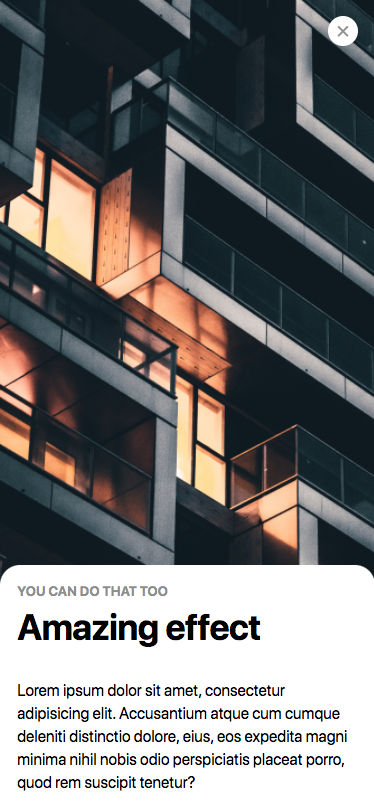 YOU CAN DO THAT TOO
Amazing effect
Lorem ipsum dolor sit amet, consectetur
adipisicing elit. Accusantium atque cum cumque
deleniti distinctio dolore, eius, eos expedita magni
minima nihil nobis odio perspiciatis placeat porro,
quod rem suscipit tenetur?